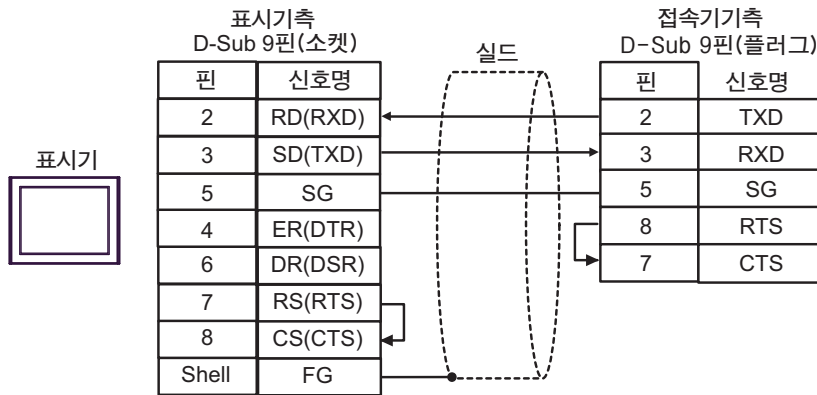 표시기측
D-Sub 9핀(소켓)
접속기기측
D-Sub 9핀(플러그)
실드
표시기
핀 신호명
2 RD(RXD)
3 SD(TXD)
5 SG
4 ER(DTR)
6 DR(DSR)
7 RS(RTS)
8 CS(CTS)
Shell FG
핀 신호명
2 TXD
3 RXD
5 SG
8 RTS
7 CTS